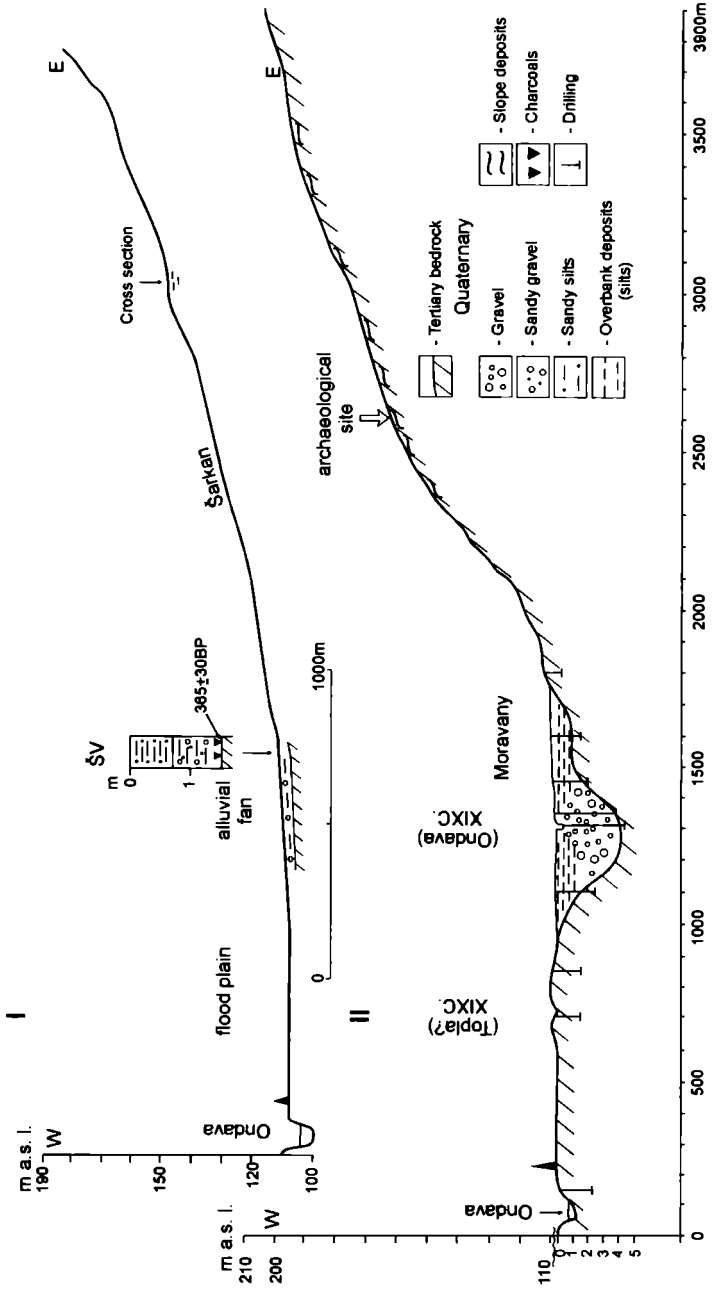 I
m a.s.l.
190
W
150
120
100
Ondava
flood plain
alluvial
fan
ŠV
m
0
1
365±30BP
Šarkan
Cross section
E
0
1000m
II
m a.s.l.
210
200
W
110
0
1
2
3
4
5
Ondava
(Topla?)
XIXC.
(Ondava)
XIXC.
Moravany
archaeological
site
E
- Tertiary bedrock
Quaternary
- Gravel
- Sandy gravel
- Sandy silts
- Overbank deposits
(silts)
- Slope deposits
- Charcoals
- Drilling
0
500
1000
1500
2000
2500
3000
3500
3900m